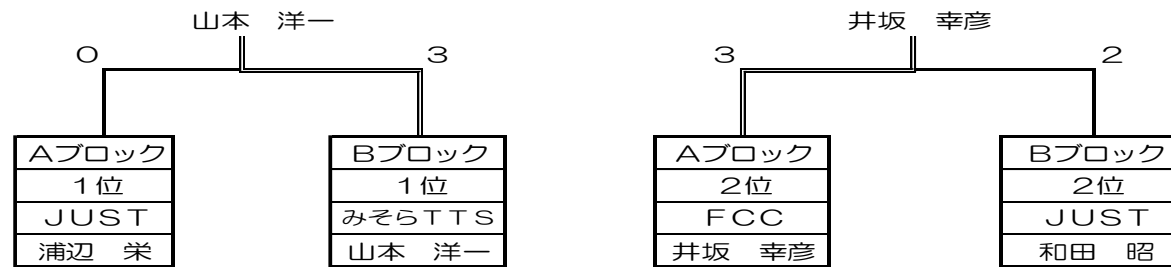 山本　洋一　井坂　幸彦
０　３　３　２
Ａブロック　Ｂブロック　Ａブロック　Ｂブロック
１位　１位　２位　２位
ＪＵＳＴ　みそらＴＴＳ　ＦＣＣ　ＪＵＳＴ
浦辺　栄　山本　洋一　井坂　幸彦　和田　昭